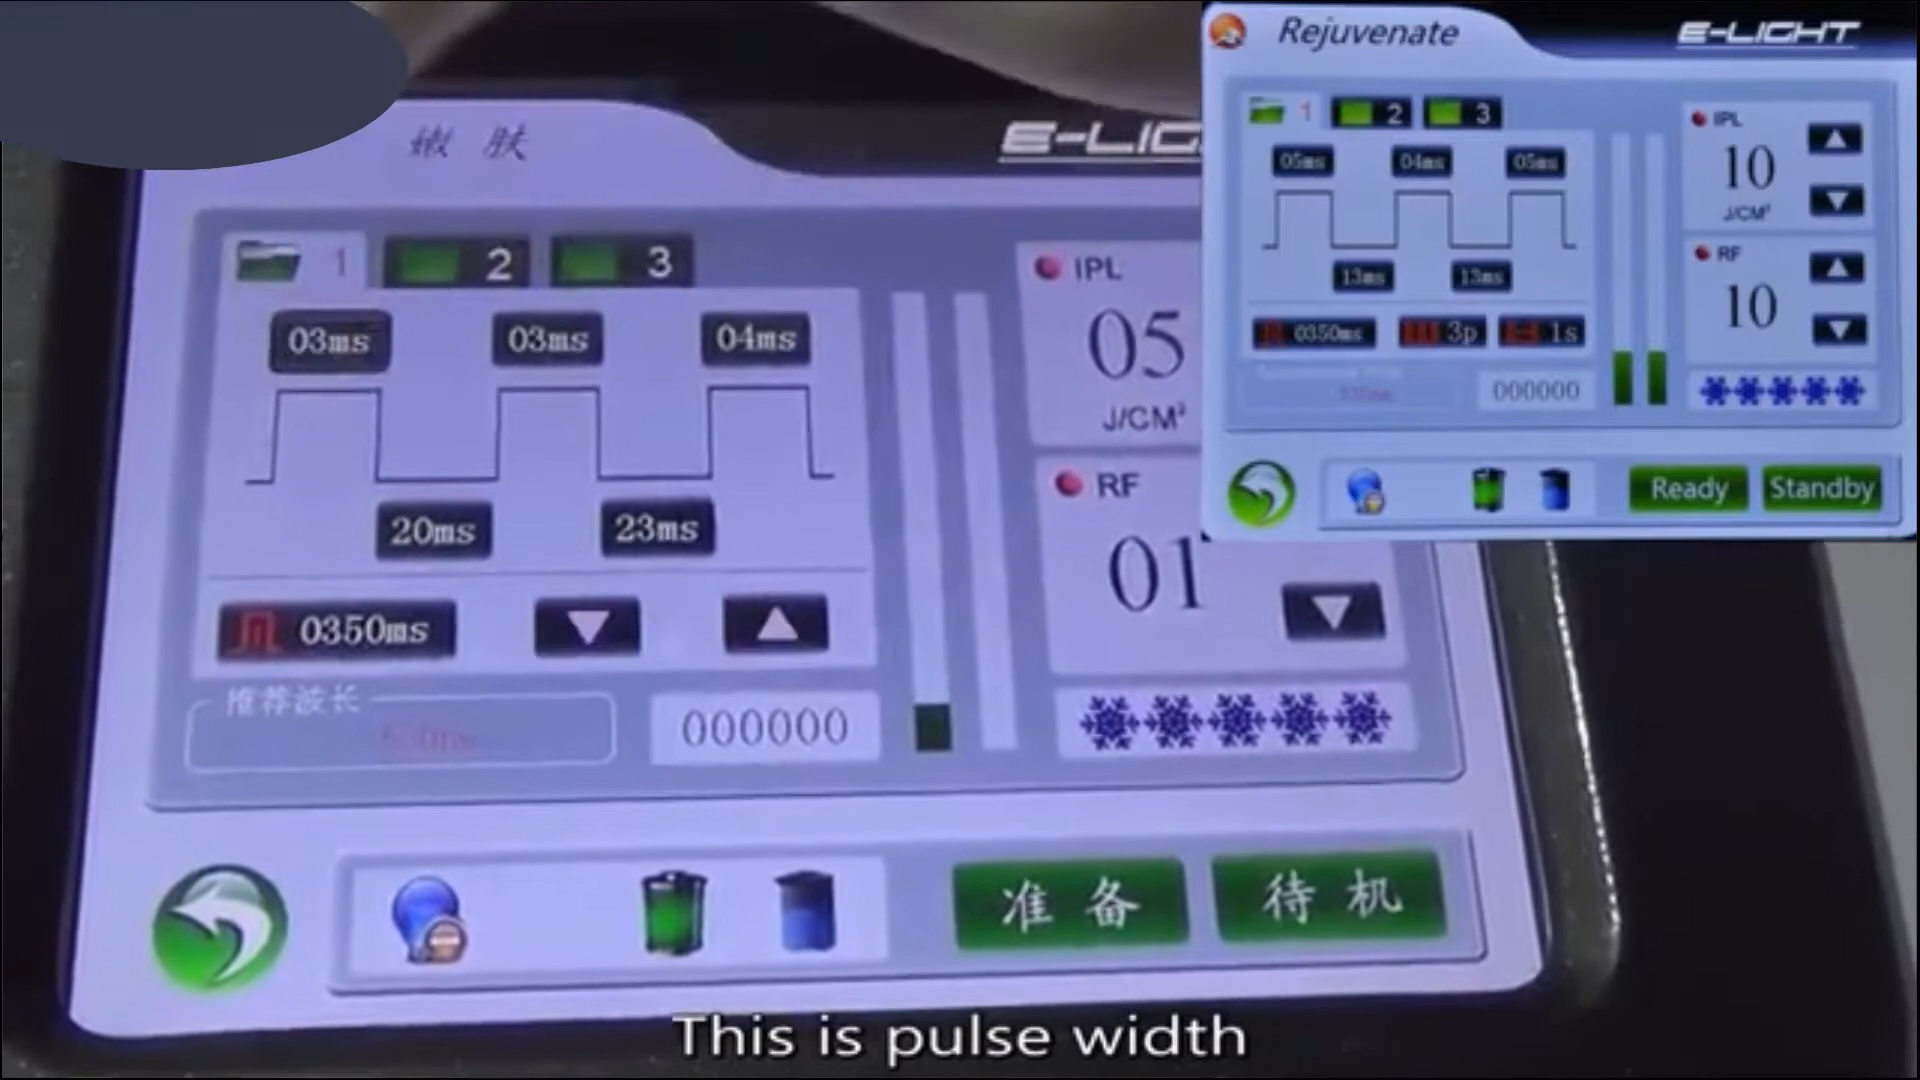 嫩 肤
E-LIG
1 2 3
IPL
03ms 03ms 04ms
05
J/CM²
20ms 23ms
RF
01
0350ms
推荐波长
000000
准 备 待 机
Rejuvenate E-LIGHT
1 2 3
IPL
05ms 04ms 05ms
10
J/CM²
13ms 13ms
RF
10
0350ms 3p 1s
000000
Ready Standby
This is pulse width